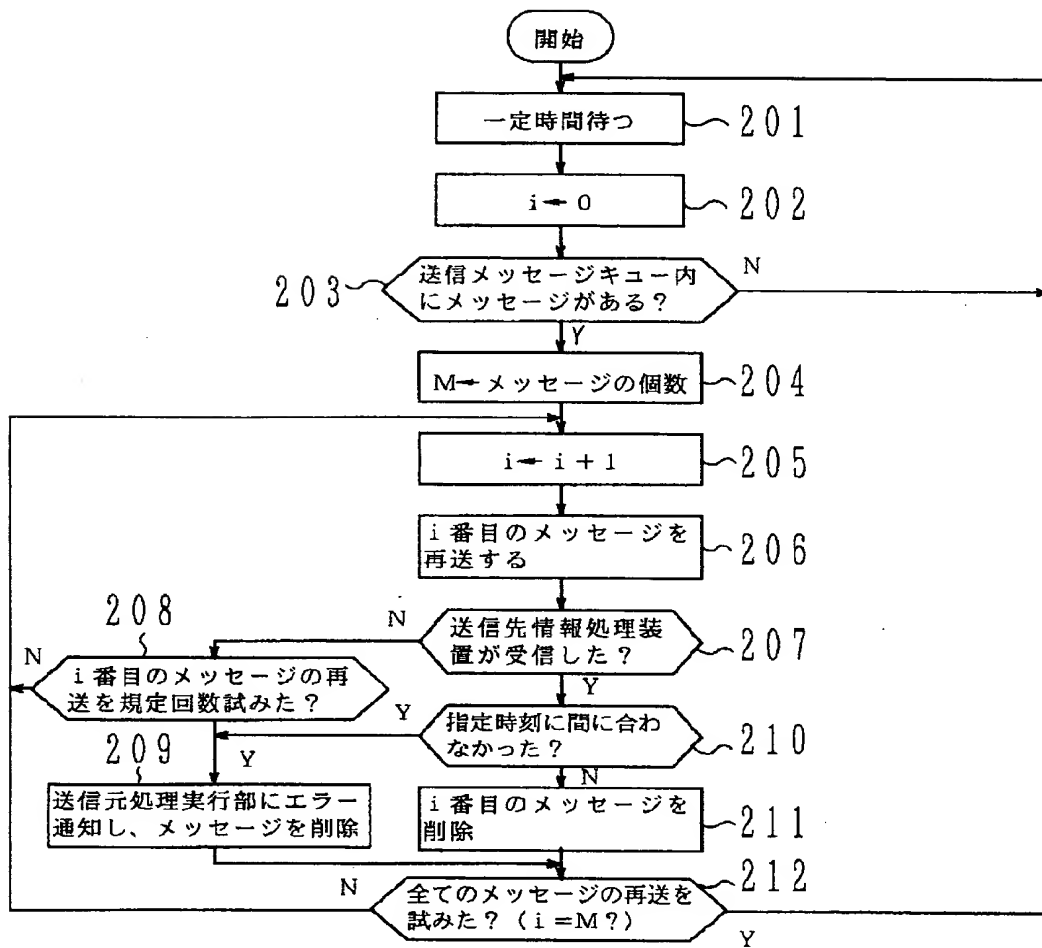 開始
一定時間待つ
201
i←0
202
203
送信メッセージキュー内
にメッセージがある?
N
Y
M←メッセージの個数
204
i←i+1
205
i番目のメッセージを
再送する
206
208
N
送信先情報処理装
置が受信した?
207
N
i番目のメッセージの再
送を規定回数試みた?
Y
Y
指定時刻に間に合わ
なかった?
210
209
Y
N
送信元処理実行部にエラー
通知し、メッセージを削除
i番目のメッセージを
削除
211
212
N
全てのメッセージの再送を
試みた?(i=M?)
Y